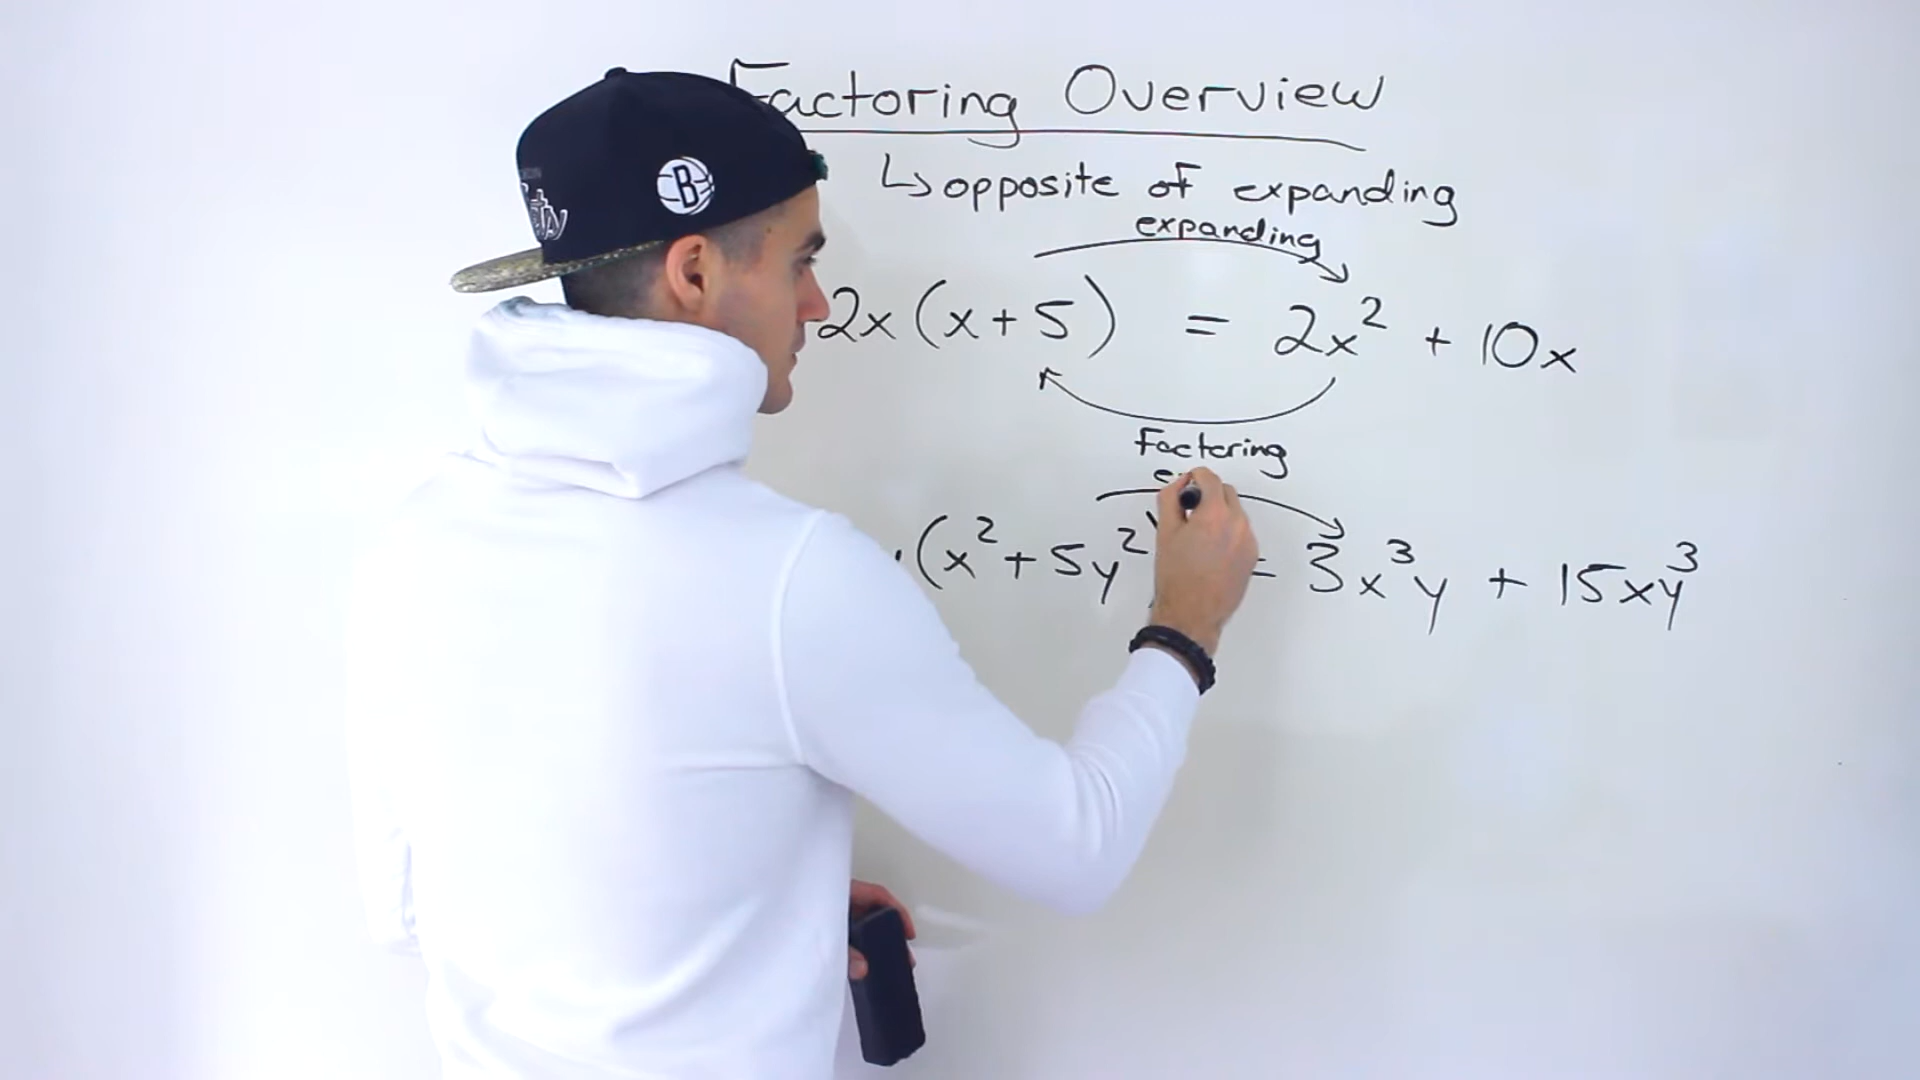 Factoring Overview
↳ opposite of expanding
expanding
2x(x+5) = 2x² + 10x
Factoring
(x²+5y²) = 3x³y + 15xy³
B